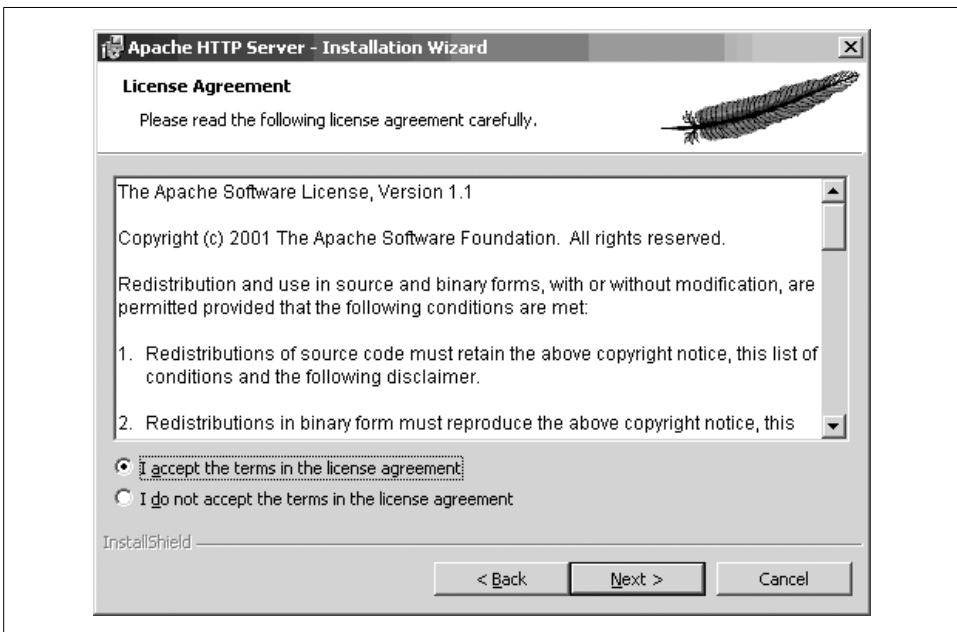 Apache HTTP Server - Installation Wizard
License Agreement
Please read the following license agreement carefully.
The Apache Software License, Version 1.1
Copyright (c) 2001 The Apache Software Foundation. All rights reserved.
Redistribution and use in source and binary forms, with or without modification, are
permitted provided that the following conditions are met:
1. Redistributions of source code must retain the above copyright notice, this list of
conditions and the following disclaimer.
2. Redistributions in binary form must reproduce the above copyright notice, this
I accept the terms in the license agreement
I do not accept the terms in the license agreement
InstallShield
< Back Next > Cancel